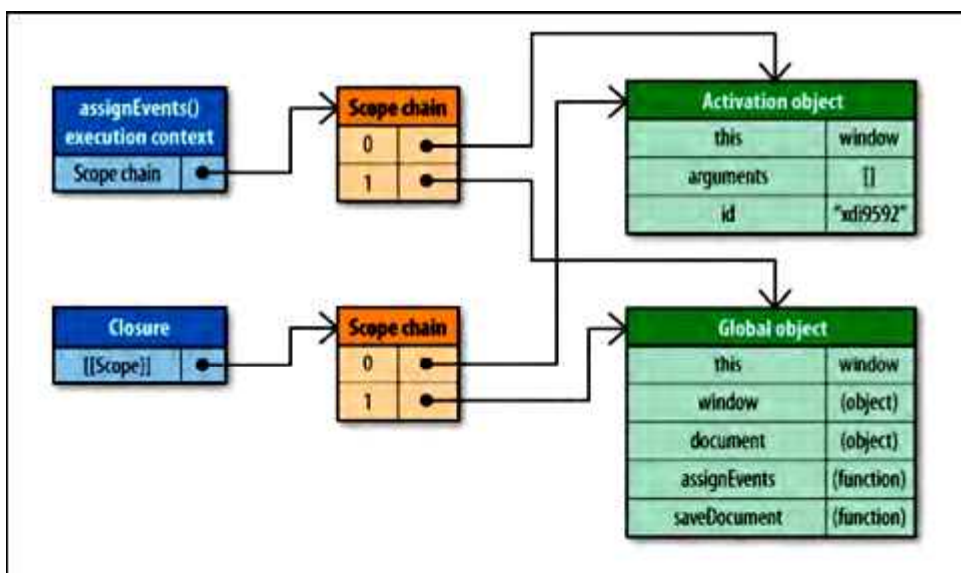 assignEvents()
execution context
Scope chain
Scope chain
0
1
Activation object
this window
arguments []
id "xdi9592"
Closure
[[Scope]]
Scope chain
0
1
Global object
this window
window (object)
document (object)
assignEvents (function)
saveDocument (function)